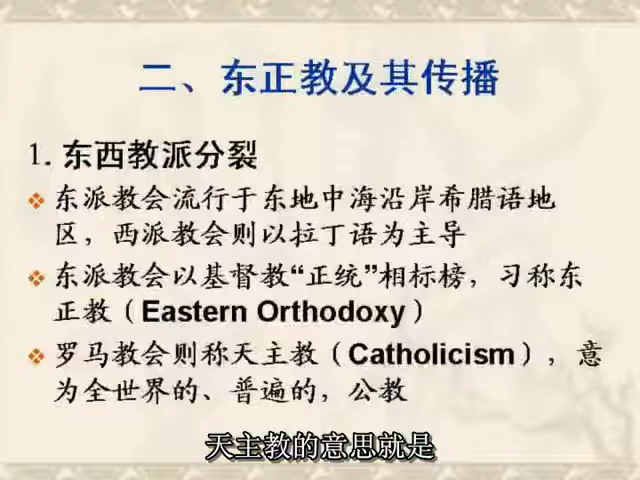 二、东正教及其传播
1. 东西教派分裂
东派教会流行于东地中海沿岸希腊语地
区，西派教会则以拉丁语为主导
东派教会以基督教“正统”相标榜，习称东
正教（Eastern Orthodoxy）
罗马教会则称天主教（Catholicism），意
为全世界的、普遍的，公教
天主教的意思就是